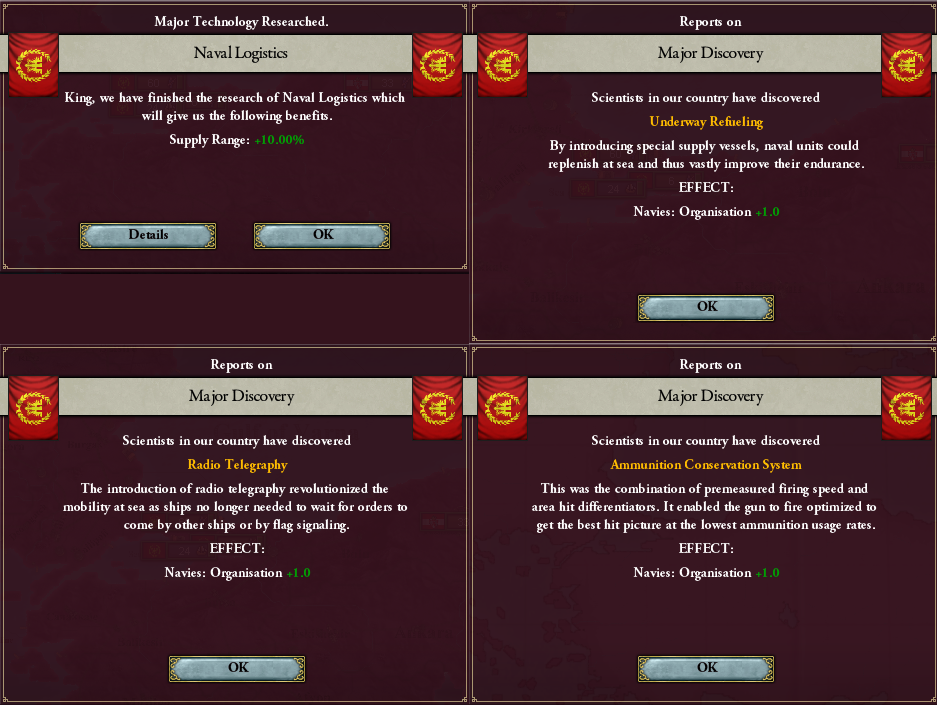 Major Technology Researched.
Naval Logistics
King, we have finished the research of Naval Logistics which
will give us the following benefits.
Supply Range: +10.00%
Details
OK
Reports on
Major Discovery
Scientists in our country have discovered
Underway Refueling
By introducing special supply vessels, naval units could
replenish at sea and thus vastly improve their endurance.
EFFECT:
Navies: Organisation +1.0
OK
Reports on
Major Discovery
Scientists in our country have discovered
Radio Telegraphy
The introduction of radio telegraphy revolutionized the
mobility at sea as ships no longer needed to wait for orders to
come by other ships or by flag signaling.
EFFECT:
Navies: Organisation +1.0
OK
Reports on
Major Discovery
Scientists in our country have discovered
Ammunition Conservation System
This was the combination of premeasured firing speed and
area hit differentiators. It enabled the gun to fire optimized to
get the best hit picture at the lowest ammunition usage rates.
EFFECT:
Navies: Organisation +1.0
OK